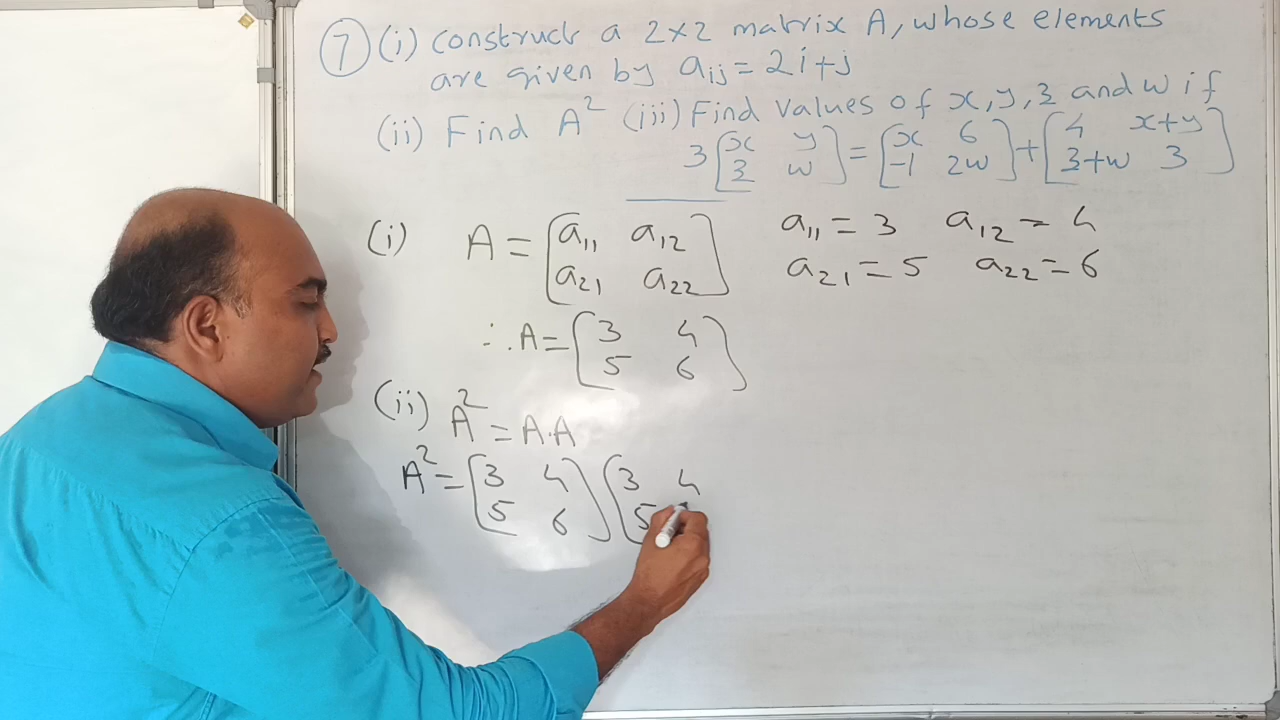 7 (i) construct a 2×2 matrix A, whose elements
are given by aij = 2i+j
(ii) Find A² (iii) Find values of x, y, z and w if
3 [x y] = [x 6] + [4 x+y]
[z w] [-1 2w] [z+w 3]
(i) A = [a11 a12] a11 = 3 a12 = 4
[a21 a22] a21 = 5 a22 = 6
∴ A = [3 4]
[5 6]
(ii) A² = A.A
A² = [3 4] [3 4]
[5 6] [5